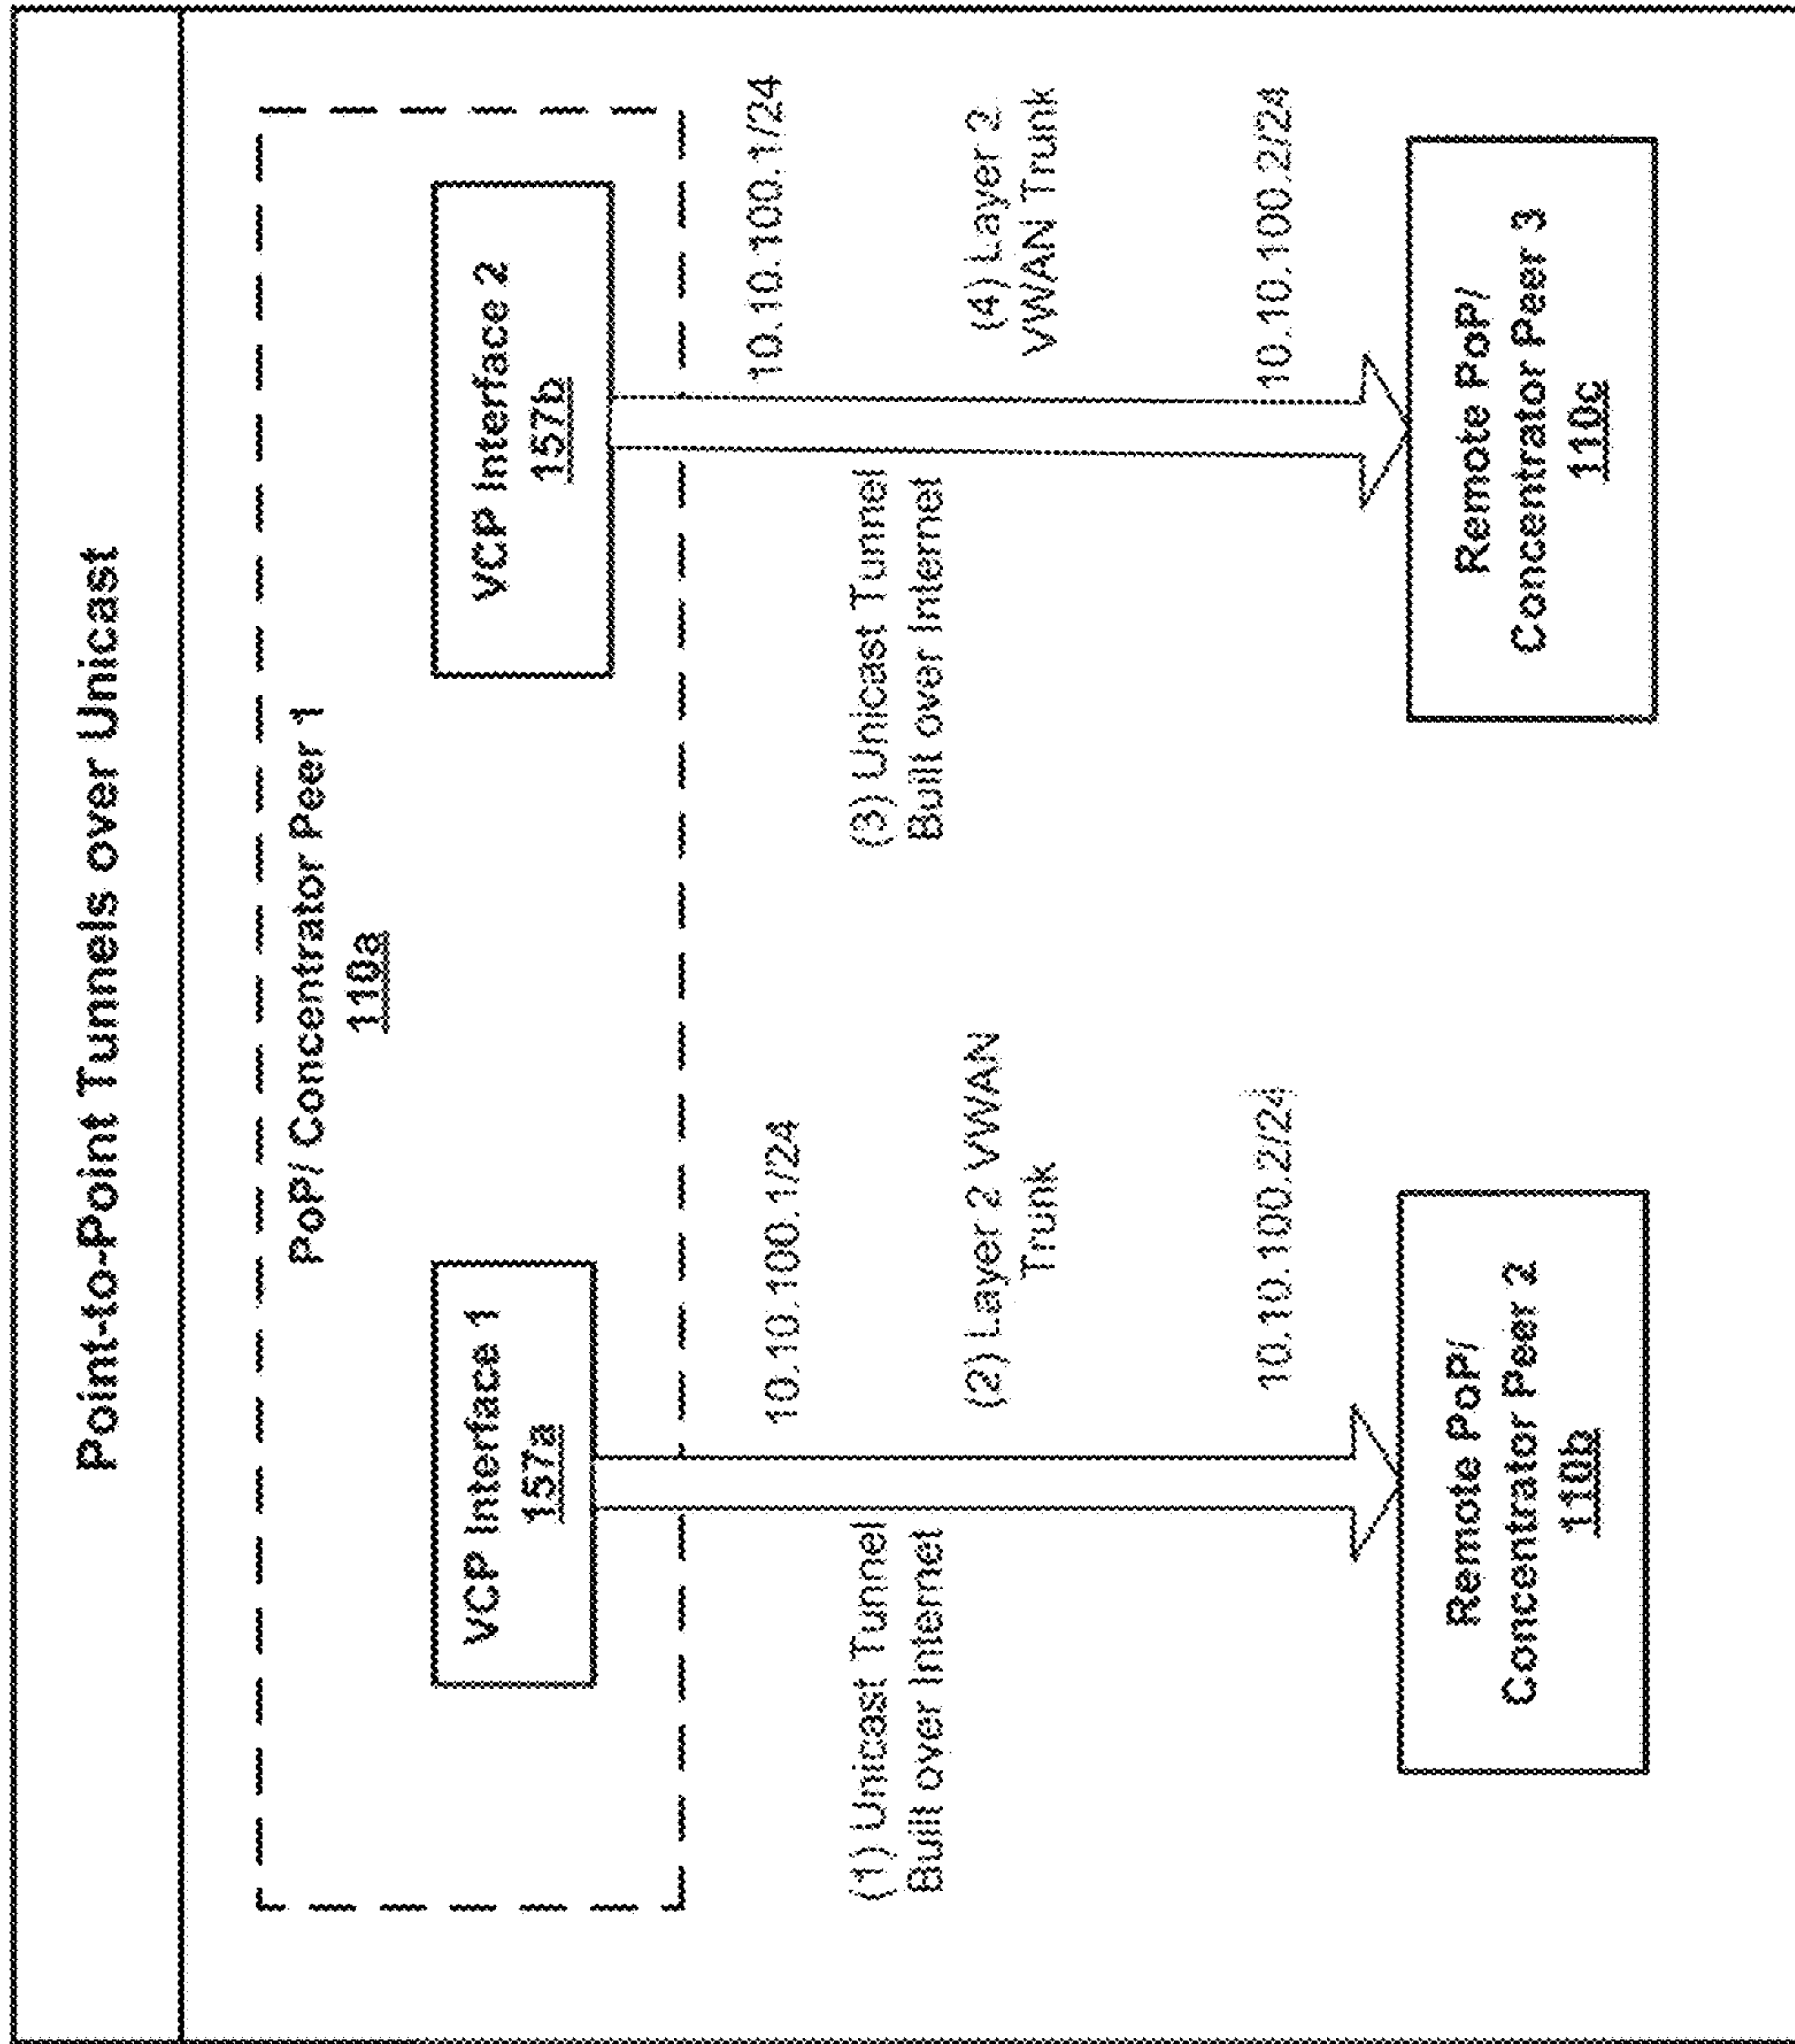 Point-to-Point Tunnels over Unicast
PoP/ Concentrator Peer 1
110a
VCP Interface 1
157a
VCP Interface 2
157b
10.10.100.1/24
10.10.100.1/24
(1) Unicast Tunnel
Built over Internet
(2) Layer 2 VWAN
Trunk
(3) Unicast Tunnel
Built over Internet
(4) Layer 2
VWAN Trunk
10.10.100.2/24
10.10.100.2/24
Remote PoP/
Concentrator Peer 2
110b
Remote PoP/
Concentrator Peer 3
110c